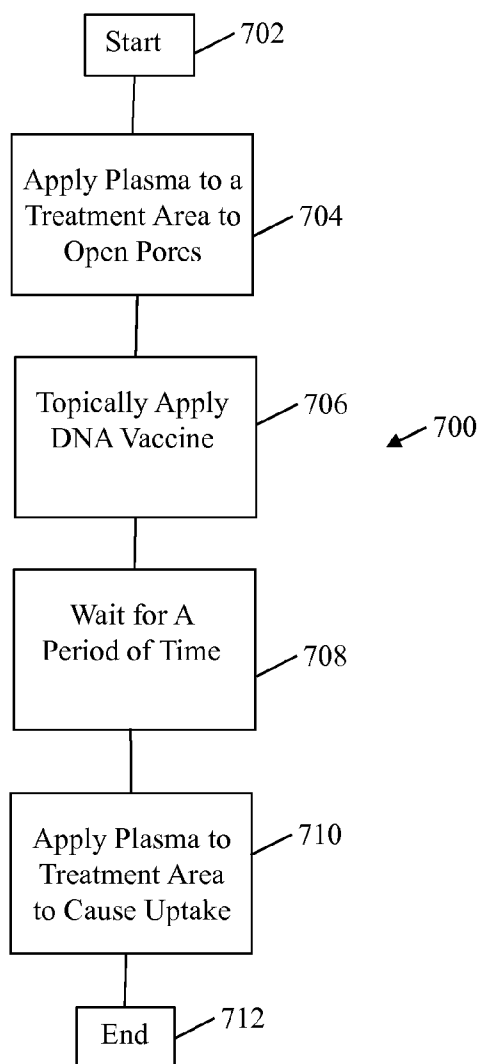 Start
702
Apply Plasma to a
Treatment Area to
Open Pores
704
Topically Apply
DNA Vaccine
706
700
Wait for A
Period of Time
708
Apply Plasma to
Treatment Area
to Cause Uptake
710
End
712